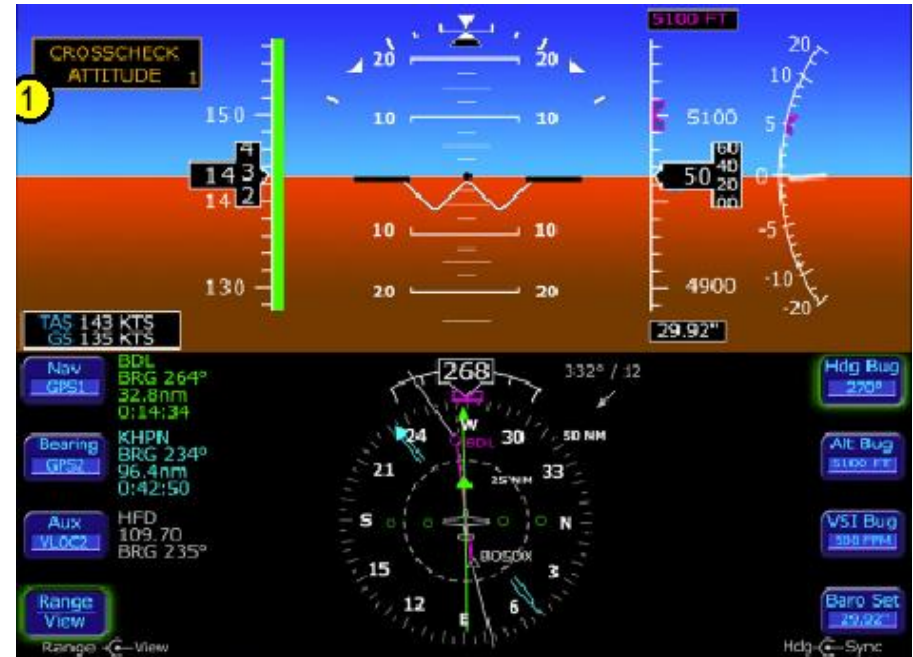 5100 FT
CROSSCHECK
ATTITUDE 1
1
20 20
20
10
150
10 10
5100
5
4
3
2
143
14
60
40
20
00
50
0
10 10
-5
130
20 20
4900
-10
-20
29.92"
TAS 143 KTS
GS 135 KTS
Nav
GPS1
BDL
BRG 264°
32.8nm
0:14:34
268
332° / 12
Hdg Bug
270°
Bearing
GPS2
KHPN
BRG 234°
96.4nm
0:42:50
24
W
BDL
30
50 NM
Alt Bug
5100 FT
21
25 NM
33
Aux
VLOC2
HFD
109.70
BRG 235°
S
N
BOSOX
VSI Bug
500 FPM
15
3
12
E
6
Range
View
Baro Set
29.92"
Range View
Hdg Sync